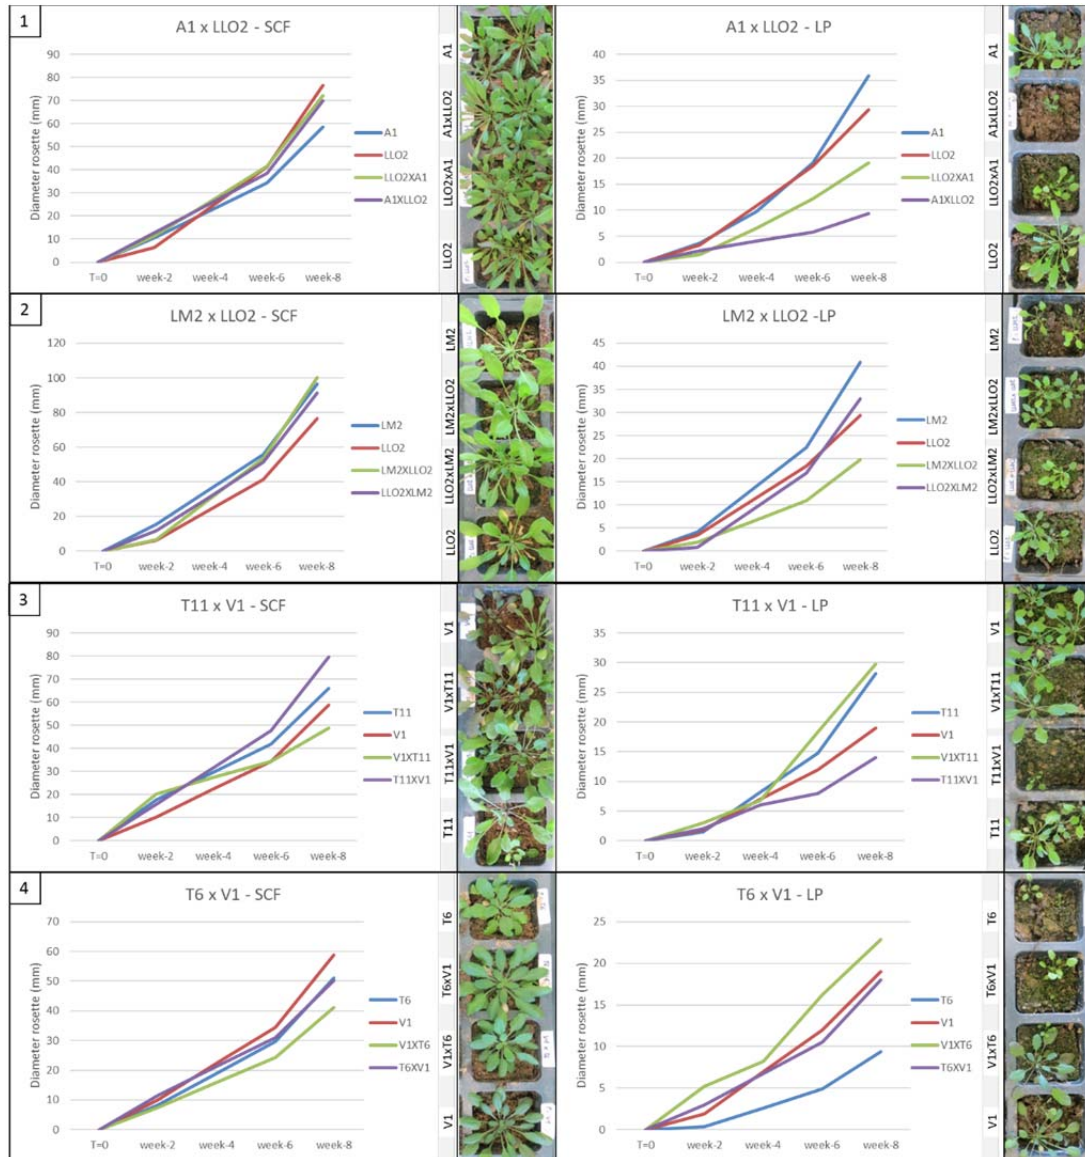 1
A1 x LLO2 - SCF
Diameter rosette (mm)
90
80
70
60
50
40
30
20
10
0
T=0 week-2 week-4 week-6 week-8
A1
LLO2
LLO2XA1
A1XLLO2
A1
A1xLLO2
LLO2xA1
LLO2
A1 x LLO2 - LP
Diameter rosette (mm)
40
35
30
25
20
15
10
5
0
T=0 week-2 week-4 week-6 week-8
A1
LLO2
LLO2XA1
A1XLLO2
A1
A1xLLO2
LLO2xA1
LLO2
2
LM2 x LLO2 - SCF
Diameter rosette (mm)
120
100
80
60
40
20
0
T=0 week-2 week-4 week-6 week-8
LM2
LLO2
LM2XLLO2
LLO2XLM2
LM2
LM2xLLO2
LLO2xLM2
LLO2
LM2 x LLO2 -LP
Diameter rosette (mm)
45
40
35
30
25
20
15
10
5
0
T=0 week-2 week-4 week-6 week-8
LM2
LLO2
LM2XLLO2
LLO2XLM2
LM2
LM2xLLO2
LLO2xLM2
LLO2
3
T11 x V1 - SCF
Diameter rosette (mm)
90
80
70
60
50
40
30
20
10
0
T=0 week-2 week-4 week-6 week-8
T11
V1
V1XT11
T11XV1
V1
V1xT11
T11xV1
T11
T11 x V1 - LP
Diameter rosette (mm)
35
30
25
20
15
10
5
0
T=0 week-2 week-4 week-6 week-8
T11
V1
V1XT11
T11XV1
V1
V1xT11
T11xV1
T11
4
T6 x V1 - SCF
Diameter rosette (mm)
70
60
50
40
30
20
10
0
T=0 week-2 week-4 week-6 week-8
T6
V1
V1XT6
T6XV1
T6
T6xV1
V1xT6
V1
T6 x V1 - LP
Diameter rosette (mm)
25
20
15
10
5
0
T=0 week-2 week-4 week-6 week-8
T6
V1
V1XT6
T6XV1
T6
T6xV1
V1xT6
V1